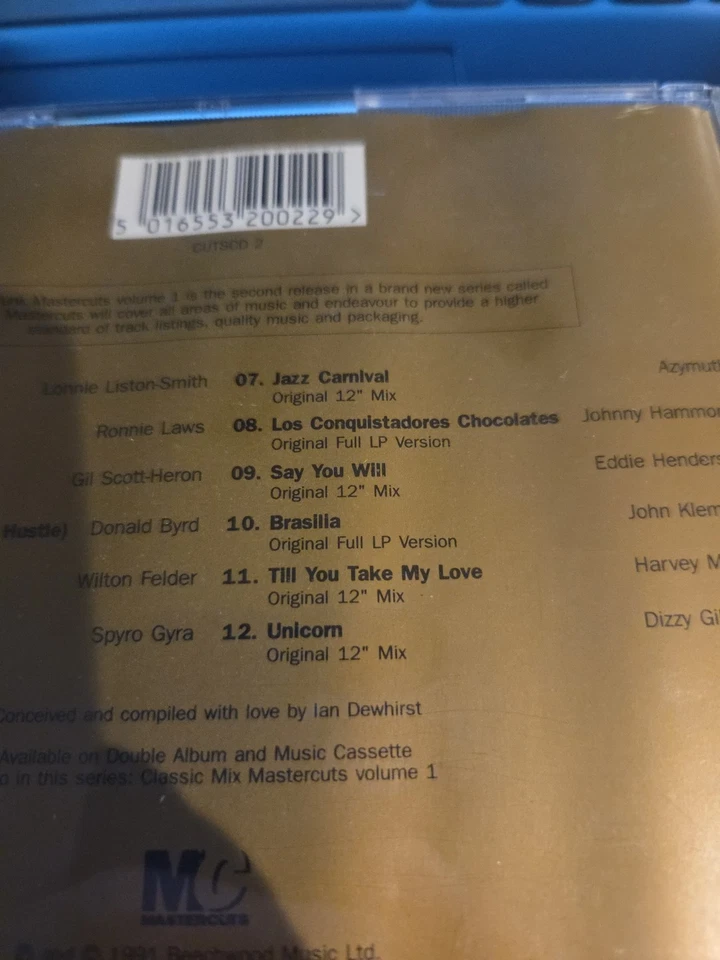 5 016553 200229 >
CUTSCD 2
Mastercuts volume 1 is the second release in a brand new series called
Mastercuts will cover all areas of music and endeavour to provide a higher
standard of track listings, quality music and packaging.
Lonnie Liston-Smith 07. Jazz Carnival Azymut
Original 12" Mix
Ronnie Laws 08. Los Conquistadores Chocolates Johnny Hammo
Original Full LP Version
Gil Scott-Heron 09. Say You Will Eddie Henders
Original 12" Mix
Hustle) Donald Byrd 10. Brasilia John Klem
Original Full LP Version
Wilton Felder 11. Till You Take My Love Harvey M
Original 12" Mix
Spyro Gyra 12. Unicorn Dizzy Gi
Original 12" Mix
Conceived and compiled with love by Ian Dewhirst
Available on Double Album and Music Cassette
o in this series: Classic Mix Mastercuts volume 1
MC
MASTERCUTS
℗ and © 1991 Beechwood Music Ltd.